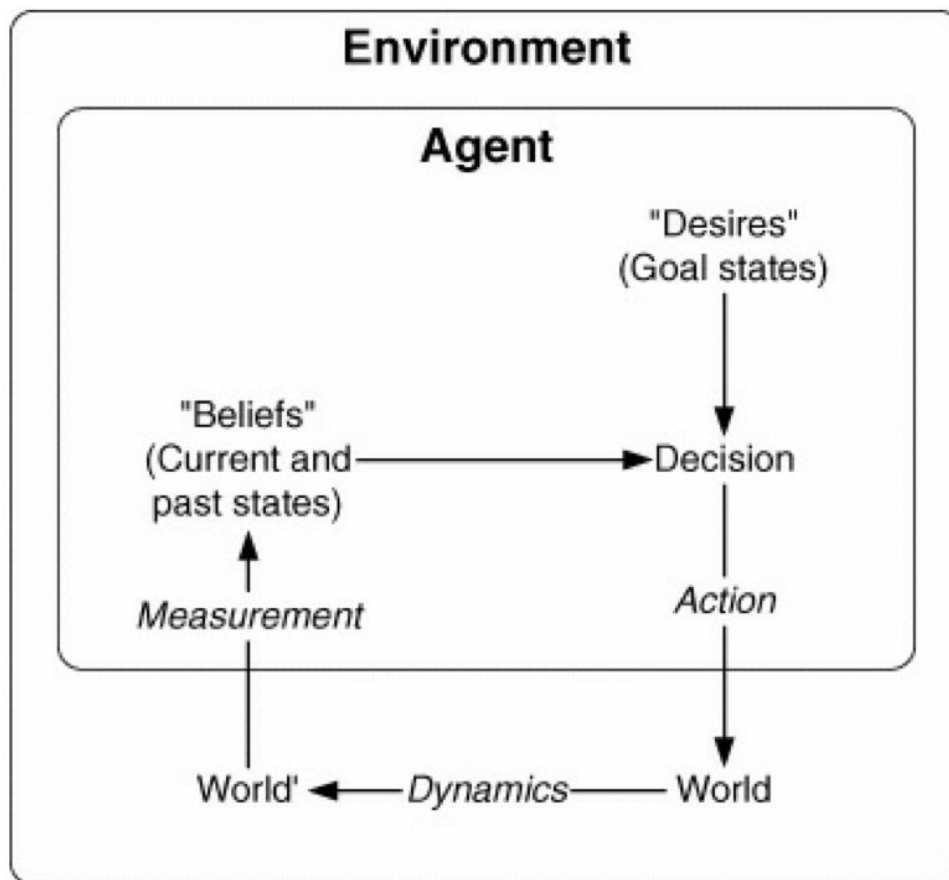 Environment
Agent
"Desires"
(Goal states)
"Beliefs"
(Current and
past states)
Decision
Measurement
Action
World'
Dynamics
World